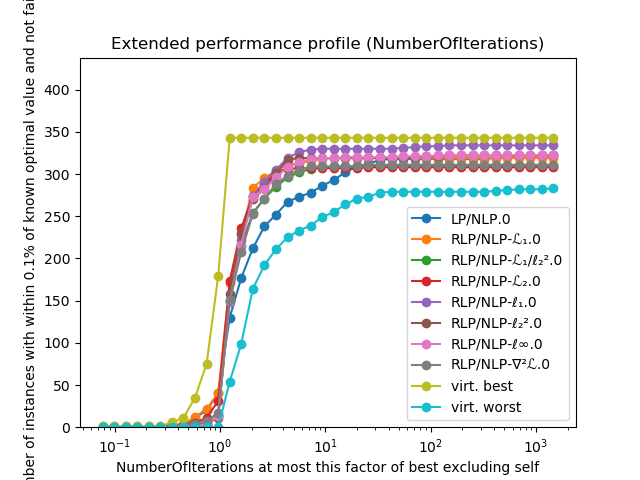 Extended performance profile (NumberOfIterations)
of instances with within 0.1% of known optimal value and not
400
350
300
250
200
150
100
50
0
10⁻¹
10⁰
10¹
10²
10³
NumberOfIterations at most this factor of best excluding self
LP/NLP.0
RLP/NLP-ℒ₁.0
RLP/NLP-ℒ₁/ℓ₂².0
RLP/NLP-ℒ₂.0
RLP/NLP-ℓ₁.0
RLP/NLP-ℓ₂².0
RLP/NLP-ℓ∞.0
RLP/NLP-∇²ℒ.0
virt. best
virt. worst